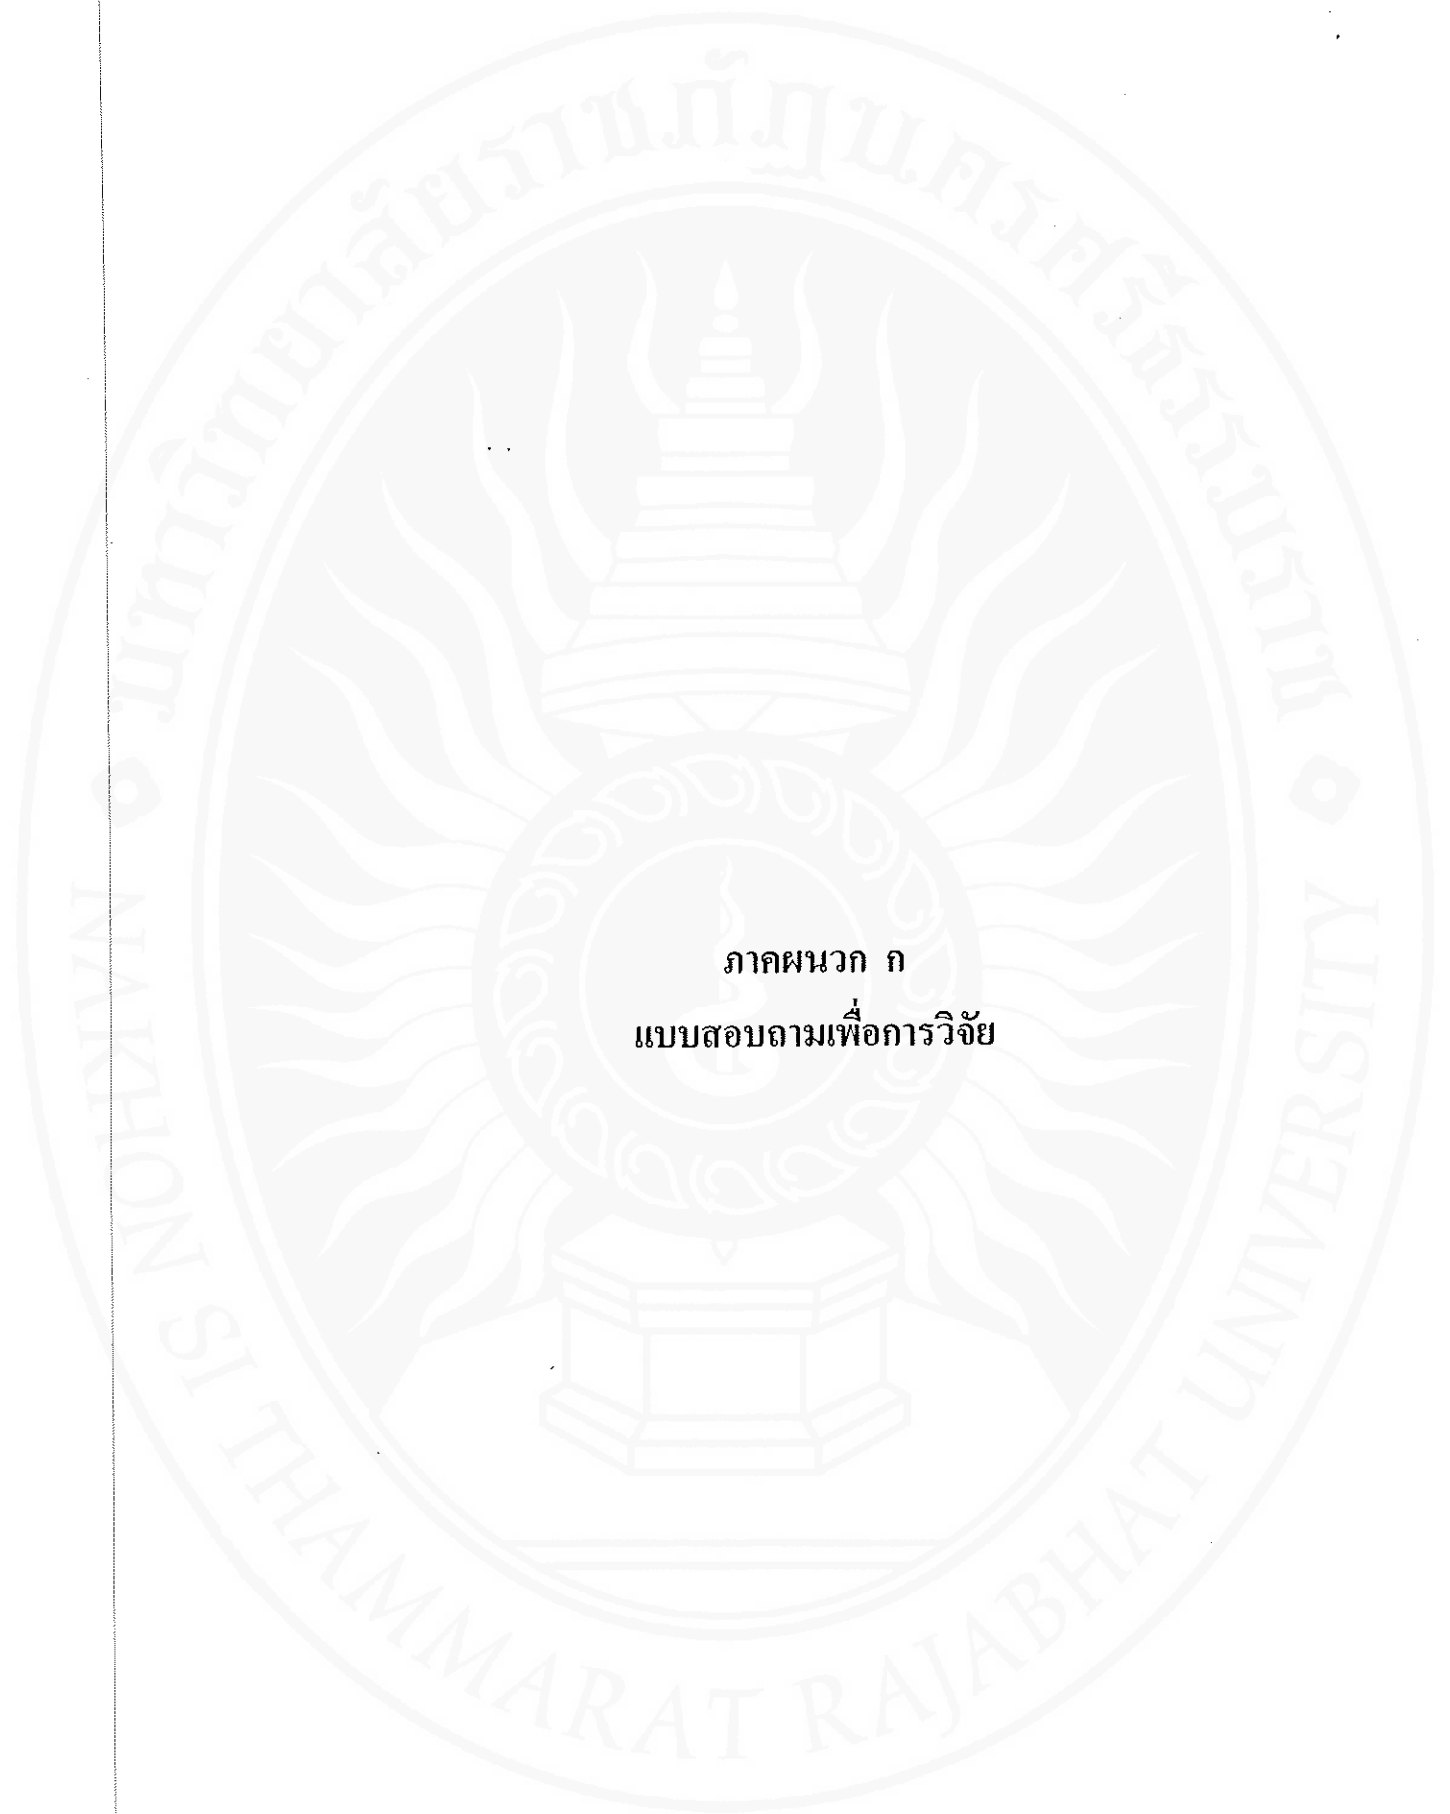 มหาวิทยาลัยราชภัฏนครศรีธรรมราช
ภาคผนวก ก
แบบสอบถามเพื่อการวิจัย
NAKHON SI THAMMARAT RAJABHAT UNIVERSITY